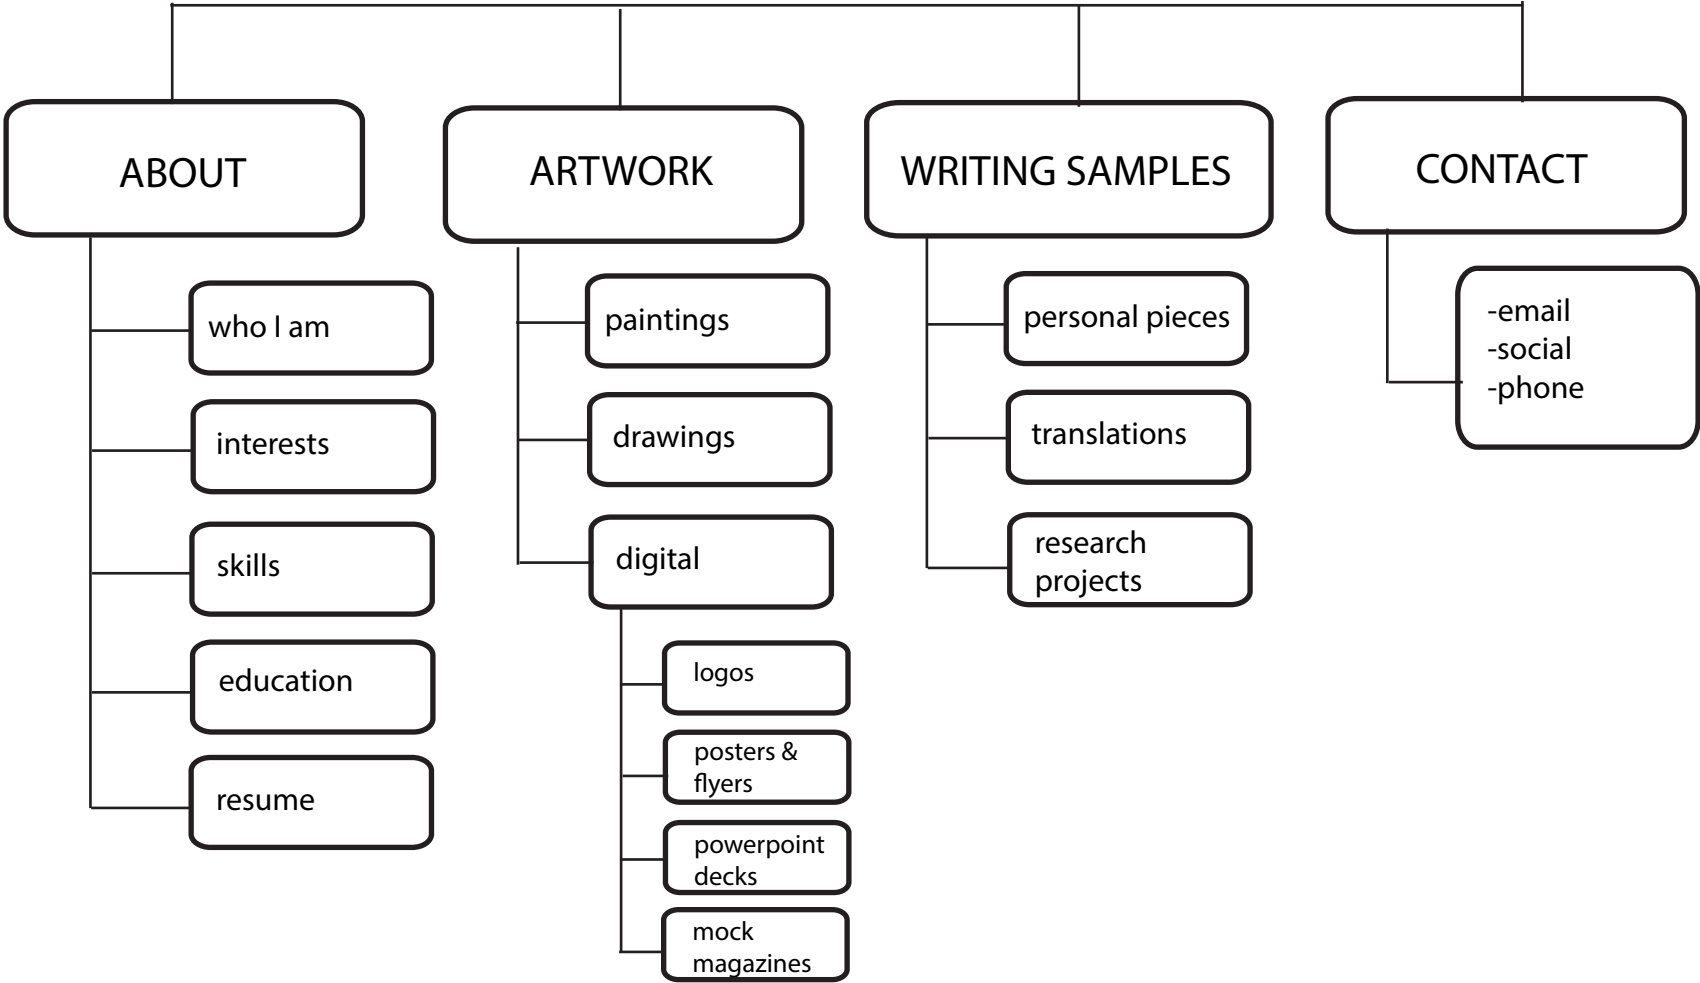 ABOUT
who I am
interests
skills
education
resume
ARTWORK
paintings
drawings
digital
logos
posters &
flyers
powerpoint
decks
mock
magazines
WRITING SAMPLES
personal pieces
translations
research
projects
CONTACT
-email
-social
-phone